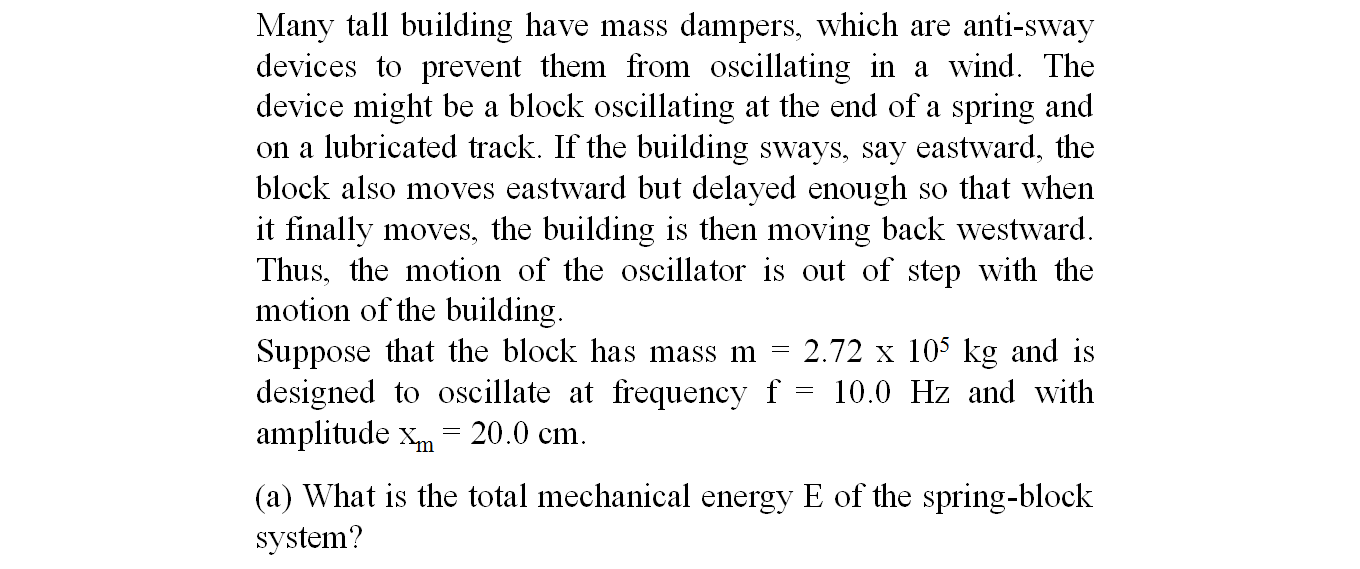 Many tall building have mass dampers, which are anti-sway
devices to prevent them from oscillating in a wind. The
device might be a block oscillating at the end of a spring and
on a lubricated track. If the building sways, say eastward, the
block also moves eastward but delayed enough so that when
it finally moves, the building is then moving back westward.
Thus, the motion of the oscillator is out of step with the
motion of the building.
Suppose that the block has mass m = 2.72 x 10⁵ kg and is
designed to oscillate at frequency f = 10.0 Hz and with
amplitude xₘ = 20.0 cm.
(a) What is the total mechanical energy E of the spring-block
system?